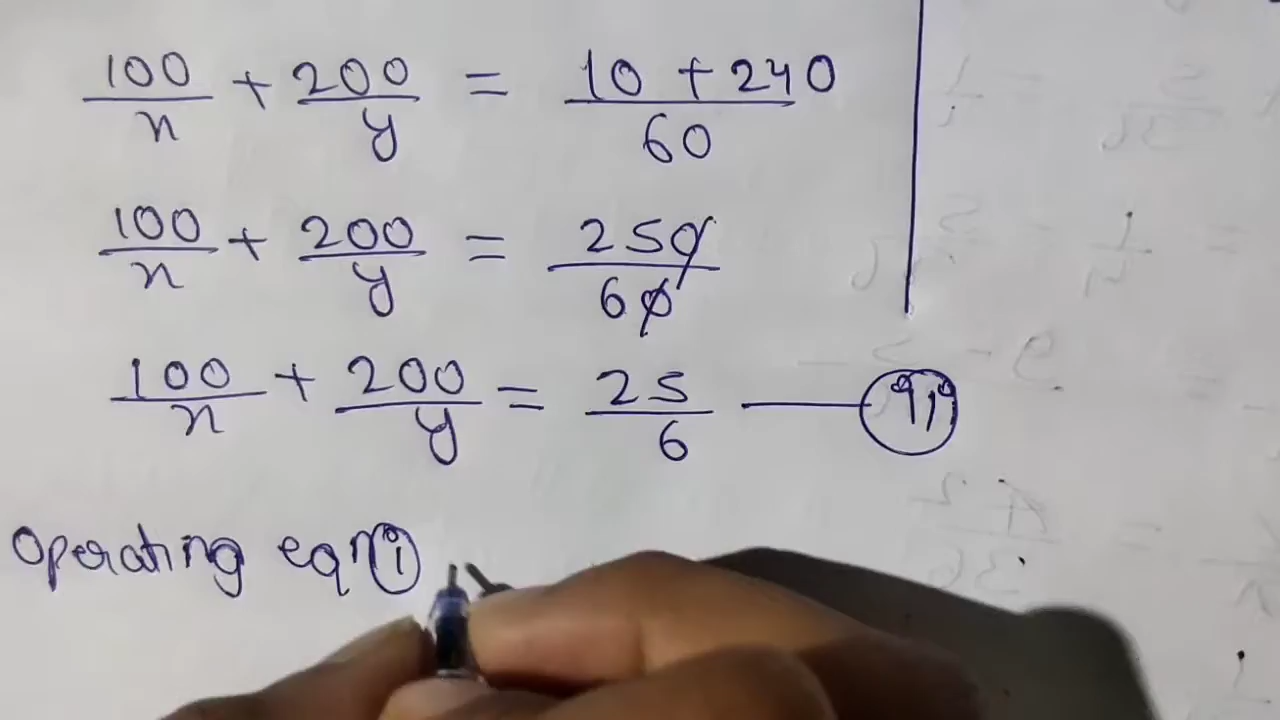 100/x + 200/y = 10 + 240/60
100/x + 200/y = 250/60
100/x + 200/y = 25/6 —— (ii)
Operating eqn (i)